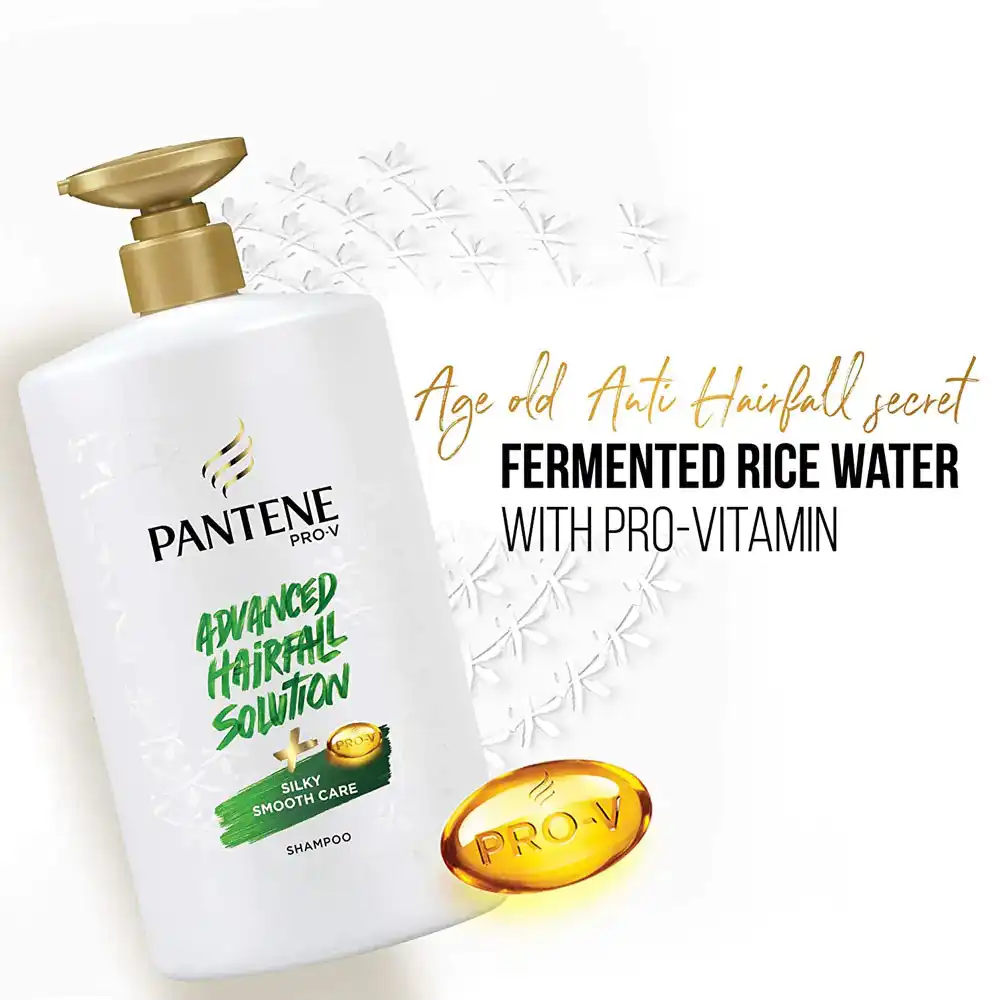 PANTENE
PRO-V
ADVANCED
HAIRFALL
SOLUTION
+ PRO-V
SILKY
SMOOTH CARE
SHAMPOO
Age old Anti Hairfall secret
FERMENTED RICE WATER
WITH PRO-VITAMIN
PRO-V